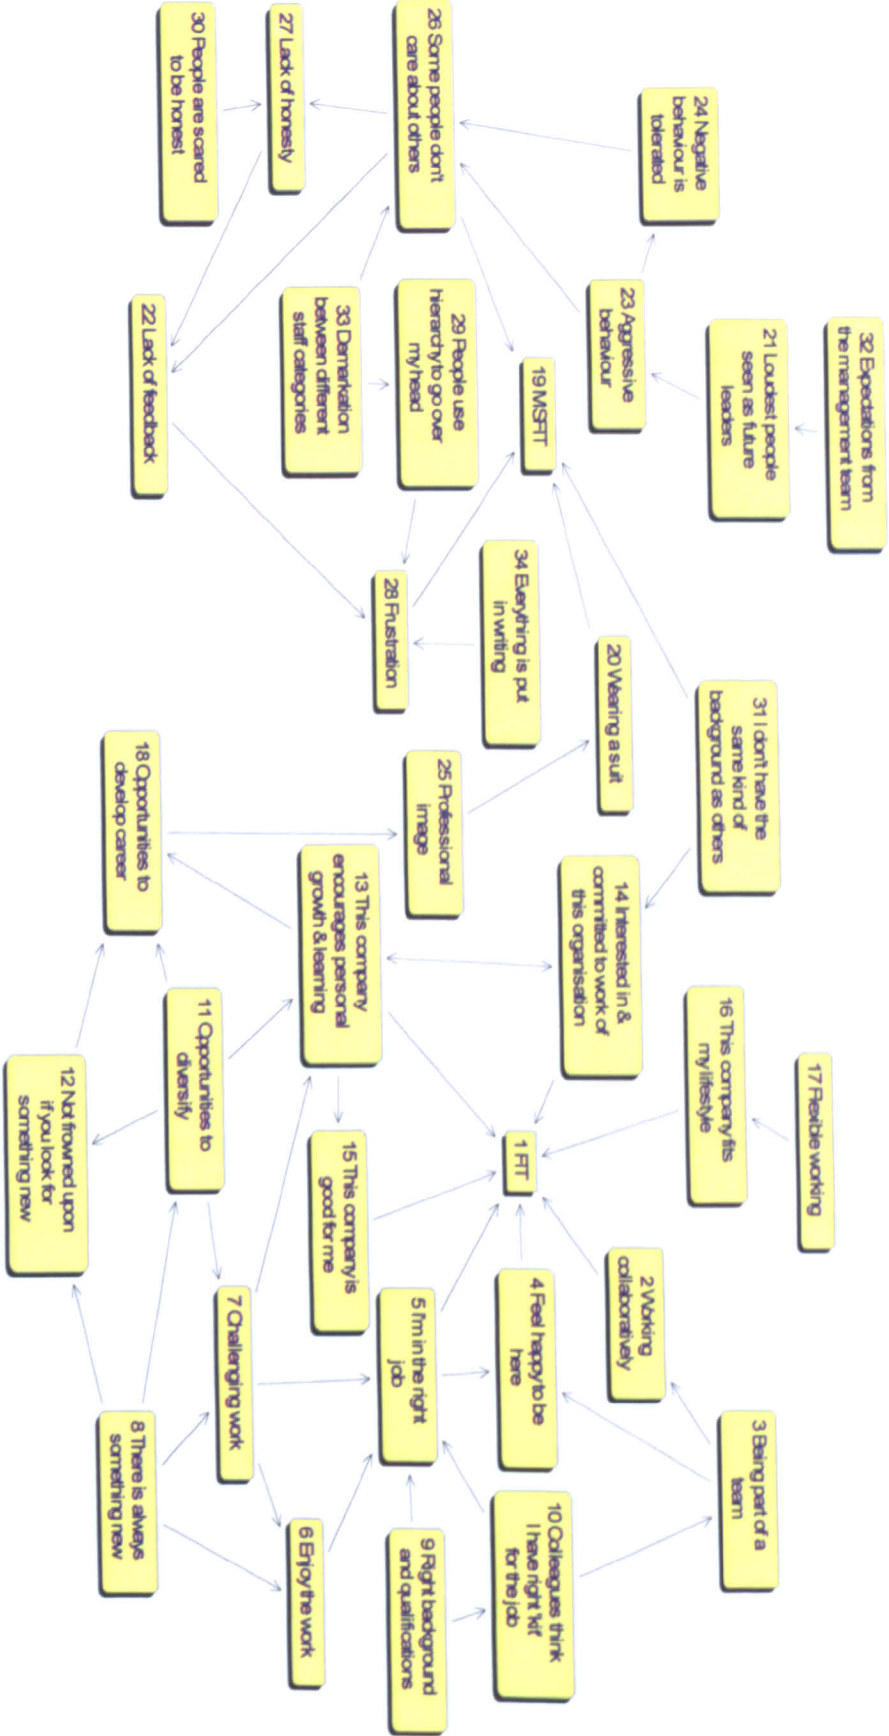 32 Expectations from
the management team
17 Flexible working
21 Loudest people
seen as future
leaders
31 I don't have the
same kind of
background as others
16 This company fits
my lifestyle
3 Being part of a
team
24 Negative
behaviour is
tolerated
23 Aggressive
behaviour
20 Wearing a suit
14 Interested in &
committed to work of
this organisation
2 Working
collaboratively
19 MISFIT
34 Everything is put
in writing
1 FIT
4 Feel happy to be
here
10 Colleagues think
I have right 'kit'
for the job
26 Some people don't
care about others
29 People use
hierarchy to go over
my head
28 Frustration
25 Professional
image
5 I'm in the right
job
9 Right background
and qualifications
27 Lack of honesty
33 Demarkation
between different
staff categories
13 This company
encourages personal
growth & learning
15 This company is
good for me
6 Enjoy the work
30 People are scared
to be honest
22 Lack of feedback
18 Opportunities to
develop career
11 Opportunities to
diversify
7 Challenging work
8 There is always
something new
12 Not frowned upon
if you look for
something new